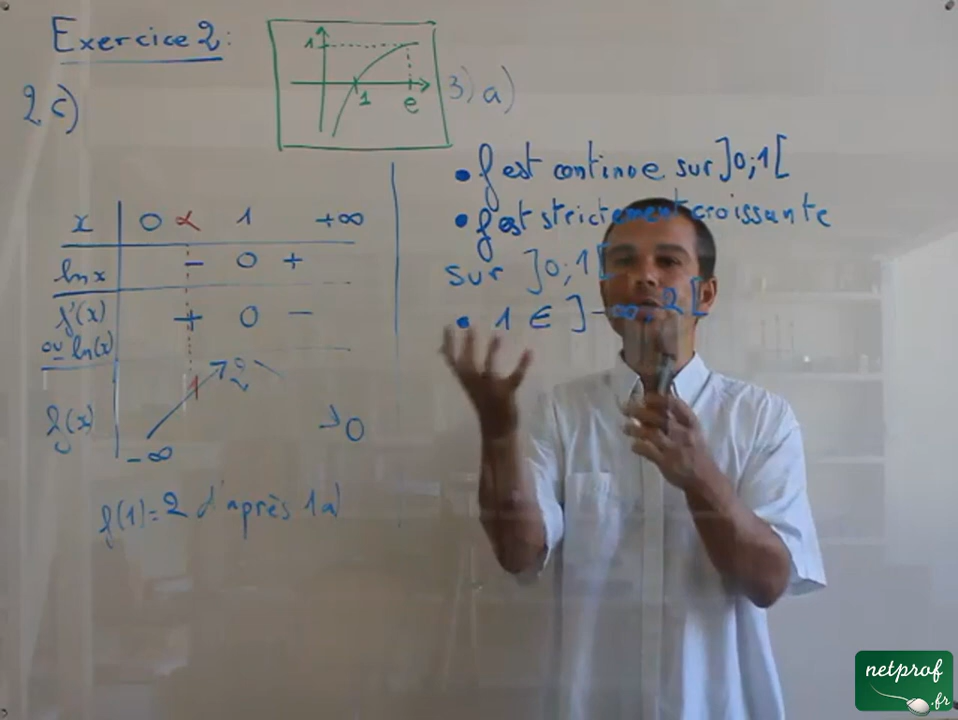 Exercice 2:
2 c)
1
1
e
3) a)
• f est continue sur ]0;1[
• f est strictement croissante
sur ]0;1[
• 1 ∈ ]-∞;2[
x 0 α 1 +∞
ln x - 0 +
f'(x) + 0 -
ou ln(x)
f(x) -∞ 1 2 0
f(1)=2 d'après 1a)
netprof
.fr